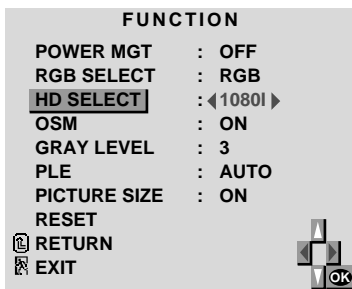 FUNCTION
POWER MGT : OFF
RGB SELECT : RGB
HD SELECT : 1080I
OSM : ON
GRAY LEVEL : 3
PLE : AUTO
PICTURE SIZE : ON
RESET
RETURN
EXIT
OK